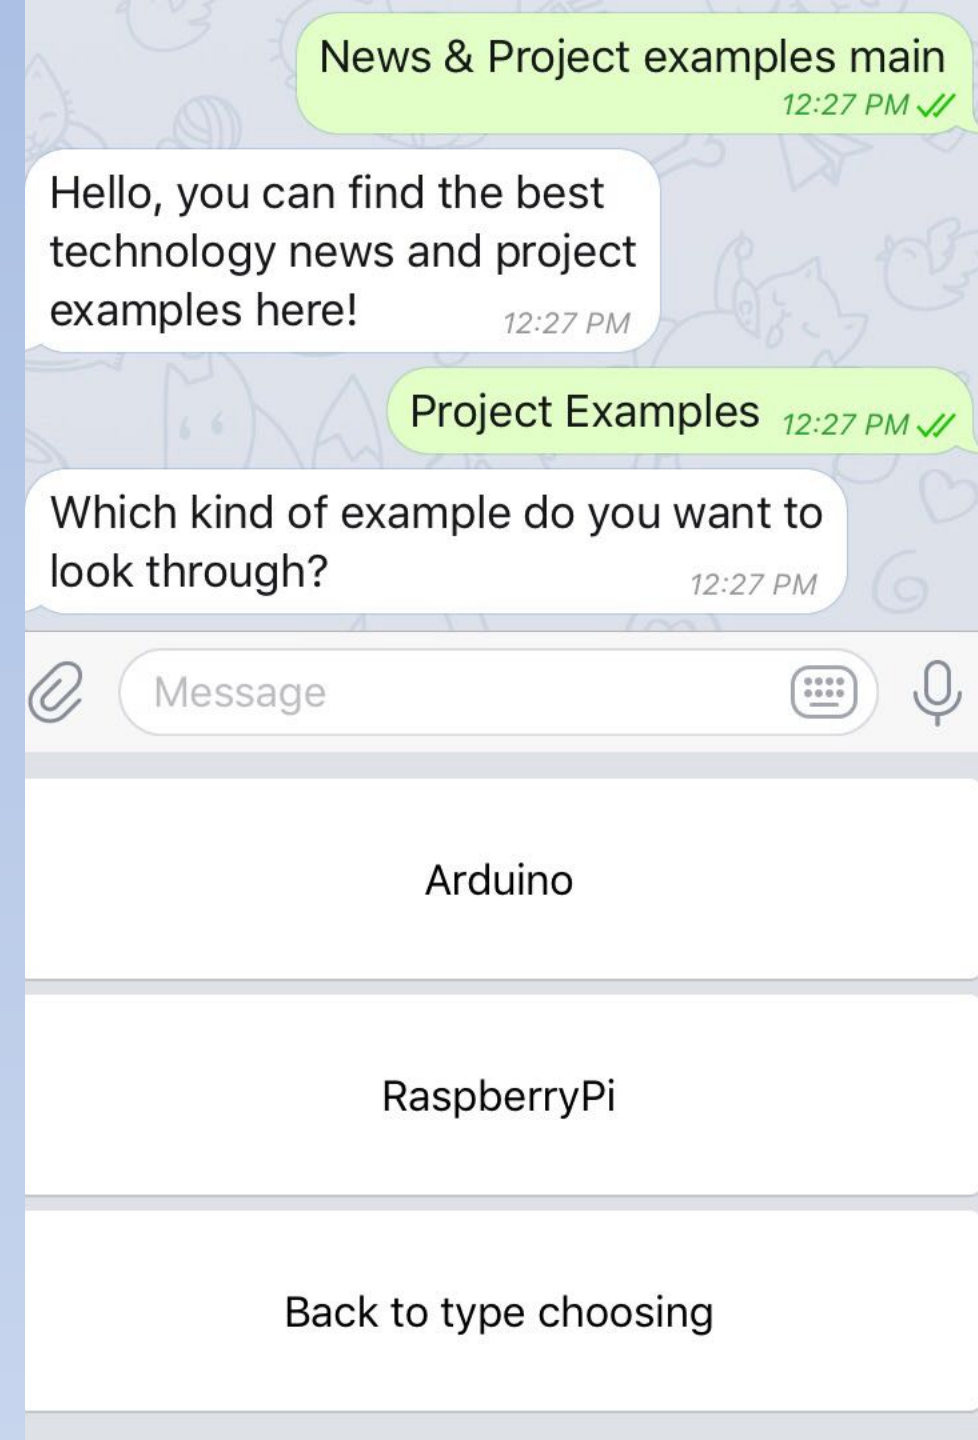 News & Project examples main
12:27 PM
Hello, you can find the best
technology news and project
examples here! 12:27 PM
Project Examples 12:27 PM
Which kind of example do you want to
look through? 12:27 PM
Message
Arduino
RaspberryPi
Back to type choosing